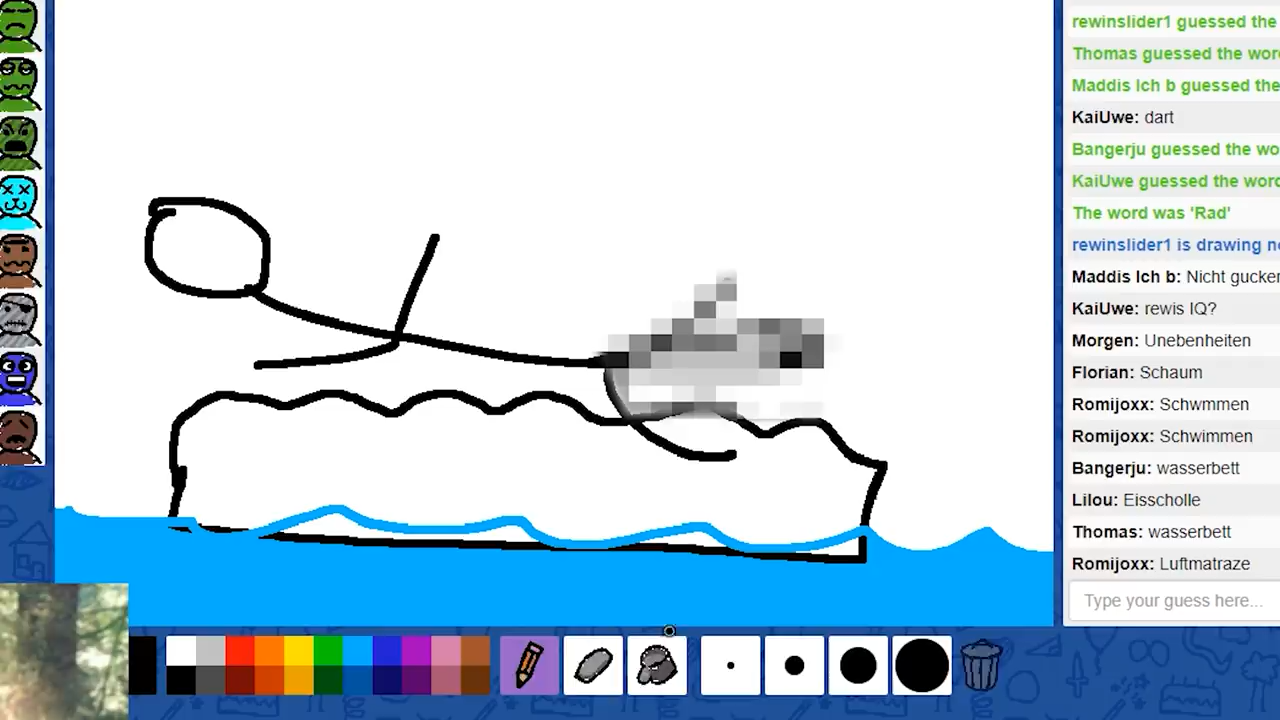 rewinslider1 guessed the
Thomas guessed the word
Maddis Ich b guessed the
KaiUwe: dart
Bangerju guessed the wo
KaiUwe guessed the word
The word was 'Rad'
rewinslider1 is drawing
Maddis Ich b: Nicht gucken
KaiUwe: rewis IQ?
Morgen: Unebenheiten
Florian: Schaum
Romijoxx: Schwmmen
Romijoxx: Schwimmen
Bangerju: wasserbett
Lilou: Eisscholle
Thomas: wasserbett
Romijoxx: Luftmatraze
Type your guess here...